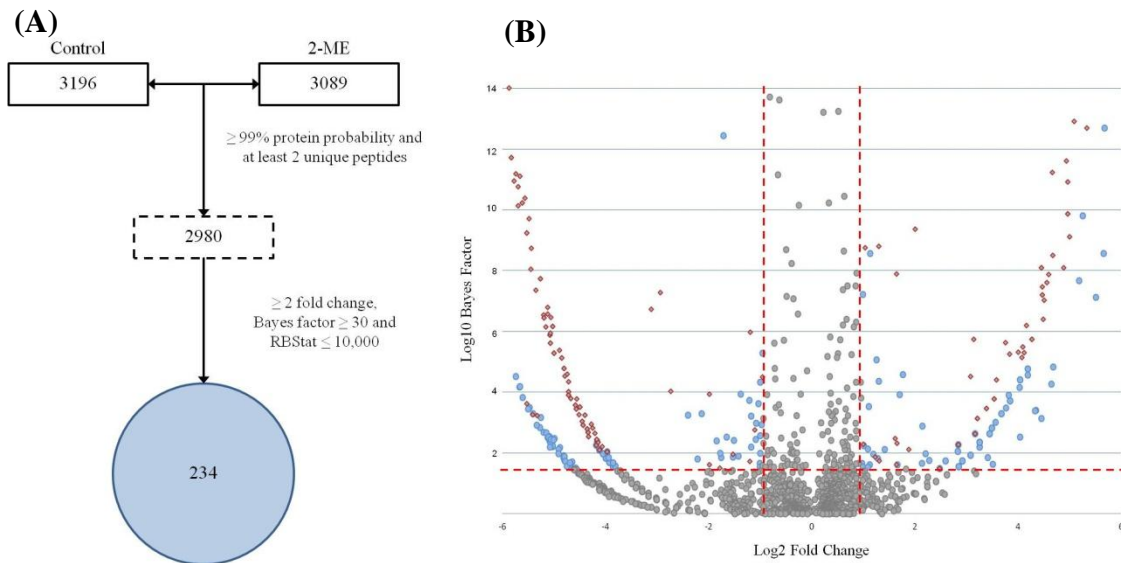 (A)
Control
2-ME
3196
3089
≥ 99% protein probability and
at least 2 unique peptides
2980
≥ 2 fold change,
Bayes factor ≥ 30 and
RBStat ≤ 10,000
234
(B)
14
12
10
8
6
4
2
Log10 Bayes Factor
-6
-4
-2
0
2
4
6
Log2 Fold Change